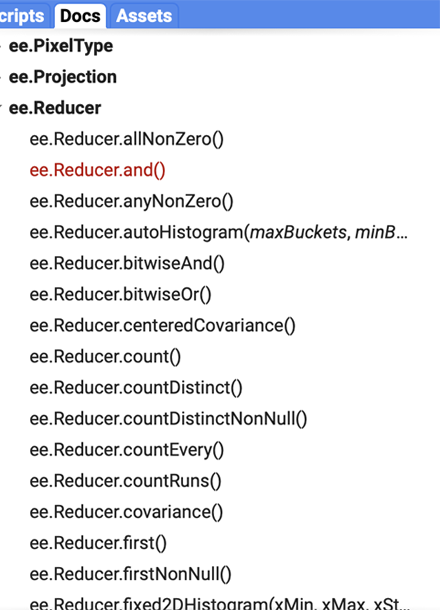 cripts Docs Assets
ee.PixelType
ee.Projection
ee.Reducer
ee.Reducer.allNonZero()
ee.Reducer.and()
ee.Reducer.anyNonZero()
ee.Reducer.autoHistogram(maxBuckets, minB...
ee.Reducer.bitwiseAnd()
ee.Reducer.bitwiseOr()
ee.Reducer.centeredCovariance()
ee.Reducer.count()
ee.Reducer.countDistinct()
ee.Reducer.countDistinctNonNull()
ee.Reducer.countEvery()
ee.Reducer.countRuns()
ee.Reducer.covariance()
ee.Reducer.first()
ee.Reducer.firstNonNull()
ee.Reducer.fixed2DHistogram(xMin, xMax, xSt...